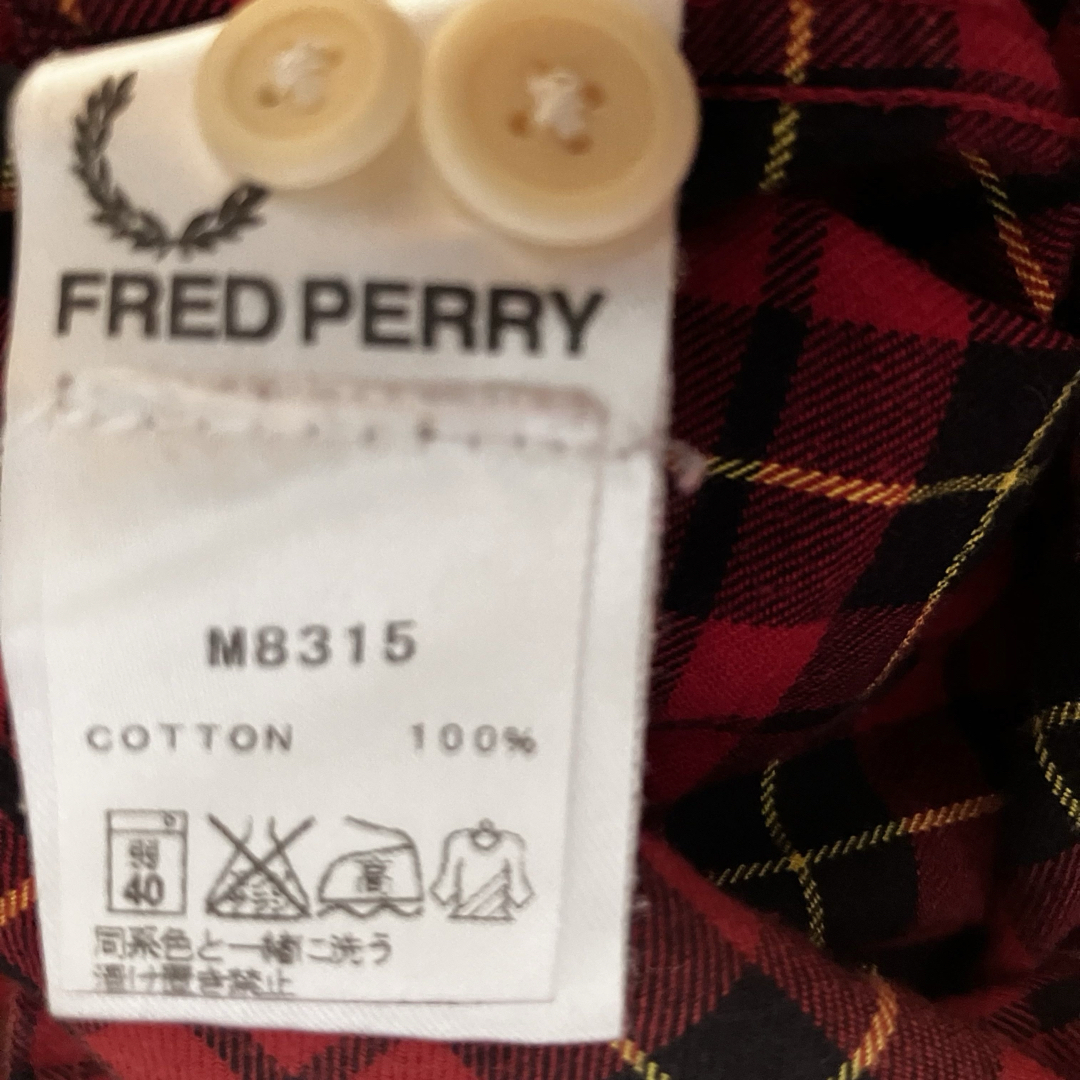 FRED PERRY
M8315
COTTON 100%
弱
40
高
同系色と一緒に洗う
漬け置き禁止